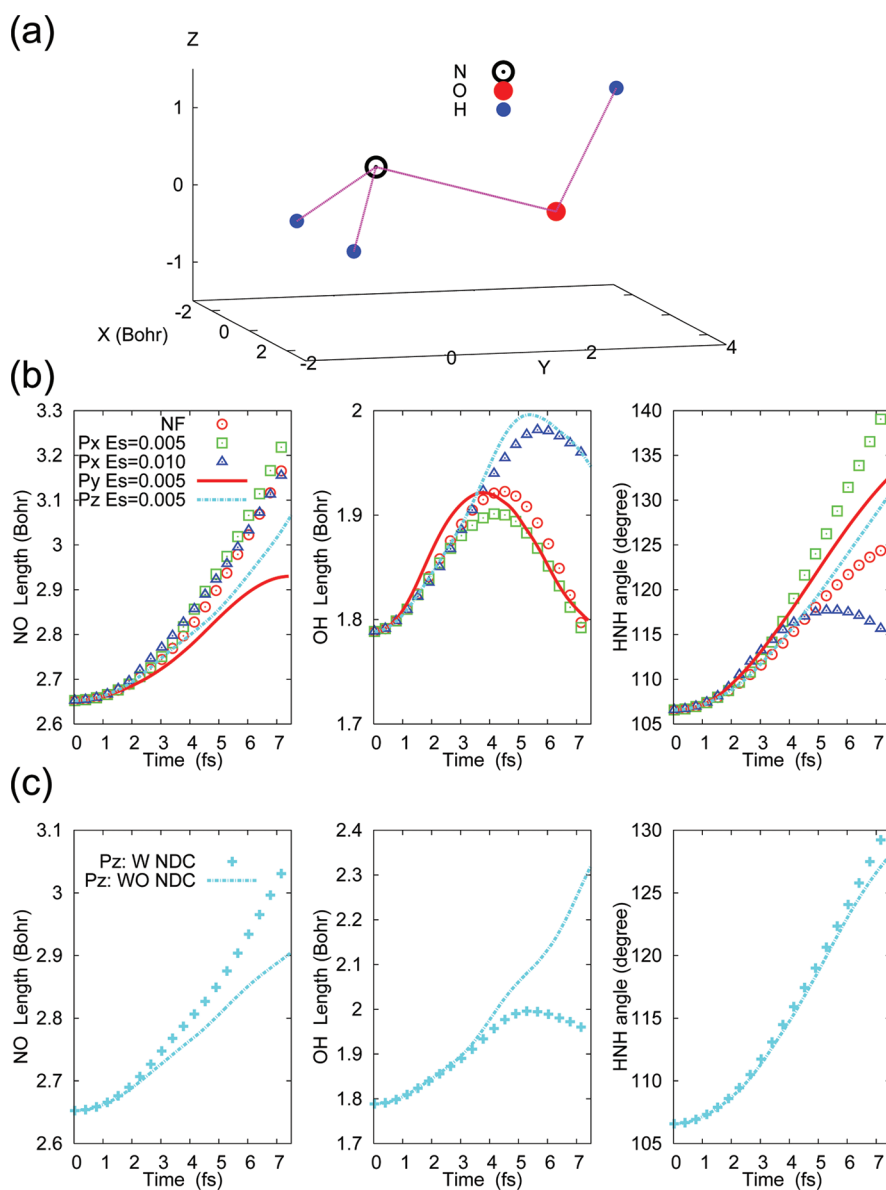 (a)
Z
N
O
H
1
0
-1
-2
0
2
X (Bohr)
-2
0
2
4
Y
(b)
3.3
3.2
3.1
3
2.9
2.8
2.7
2.6
NO Length (Bohr)
NF
Px Es=0.005
Px Es=0.010
Py Es=0.005
Pz Es=0.005
0 1 2 3 4 5 6 7
Time (fs)
2
1.9
1.8
1.7
OH Length (Bohr)
0 1 2 3 4 5 6 7
Time (fs)
140
135
130
125
120
115
110
105
HNH angle (degree)
0 1 2 3 4 5 6 7
Time (fs)
(c)
3.1
3
2.9
2.8
2.7
2.6
NO Length (Bohr)
Pz: W NDC
Pz: WO NDC
0 1 2 3 4 5 6 7
Time (fs)
2.4
2.3
2.2
2.1
2
1.9
1.8
1.7
OH Length (Bohr)
0 1 2 3 4 5 6 7
Time (fs)
130
125
120
115
110
105
HNH angle (degree)
0 1 2 3 4 5 6 7
Time (fs)